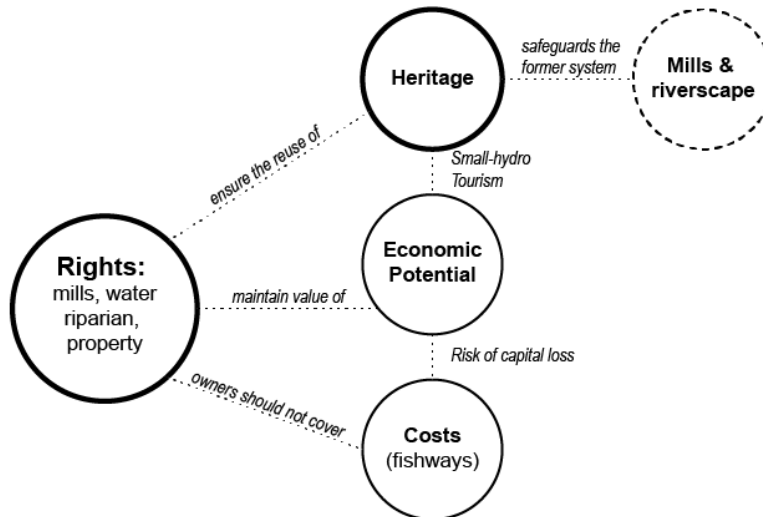 safeguards the
former system
Heritage
Mills &
riverscape
ensure the reuse of
Small-hydro
Tourism
Rights:
mills, water
riparian,
property
Economic
Potential
maintain value of
Risk of capital loss
owners should not cover
Costs
(fishways)